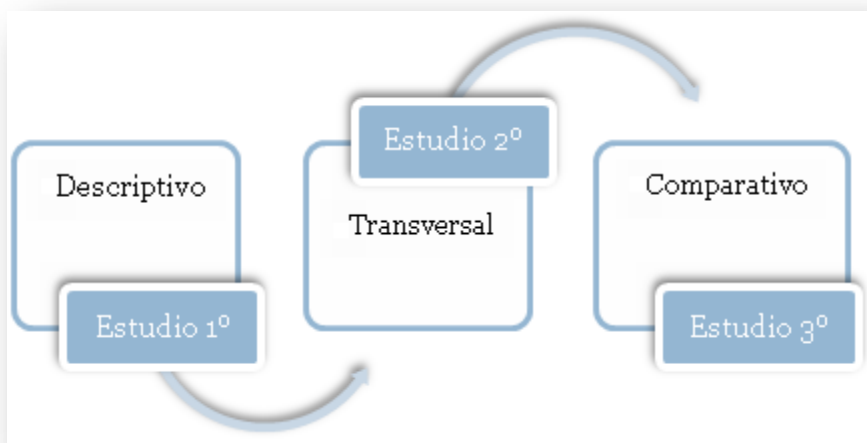 Descriptivo
Estudio 1º
Estudio 2º
Transversal
Comparativo
Estudio 3º